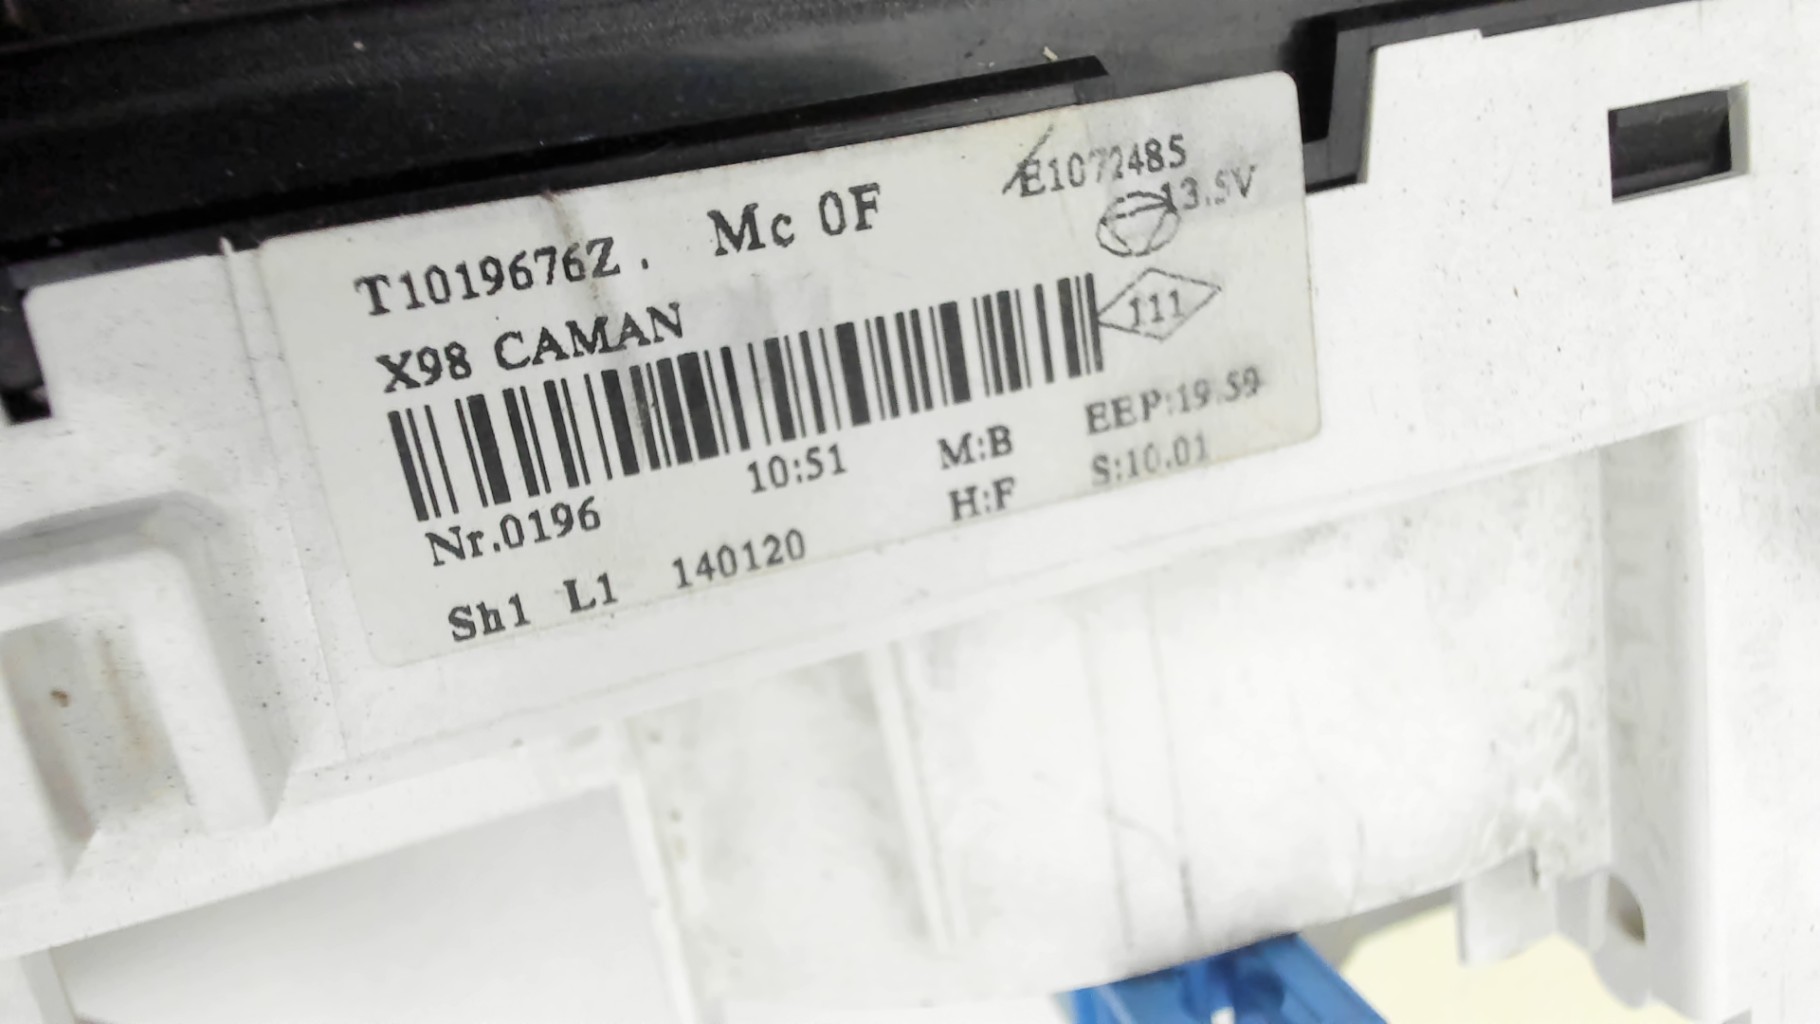 T1019676Z. Mc 0F
E1072485
13.5V
X98 CAMAN
111
10:51 M:B EEP:19.59
Nr.0196 H:F S:10.01
Sh1 L1 140120